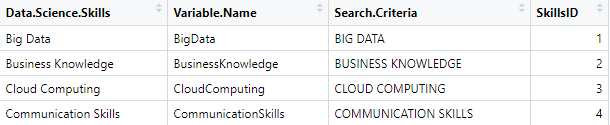 Data.Science.Skills Variable.Name Search.Criteria SkillsID
Big Data BigData BIG DATA 1
Business Knowledge BusinessKnowledge BUSINESS KNOWLEDGE 2
Cloud Computing CloudComputing CLOUD COMPUTING 3
Communication Skills CommunicationSkills COMMUNICATION SKILLS 4